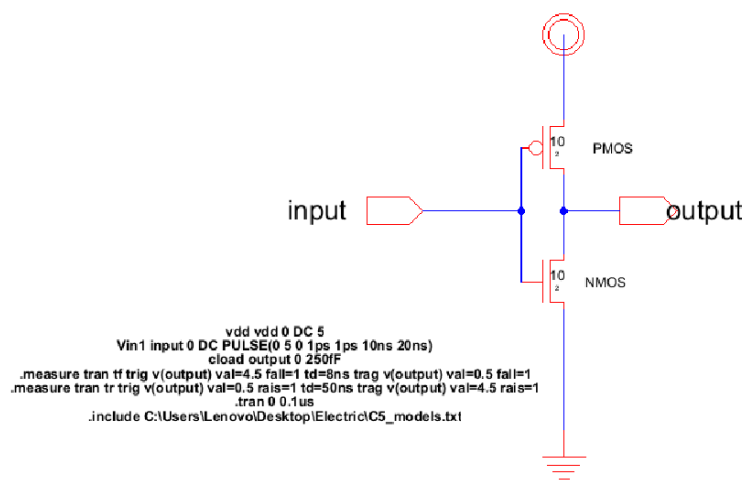 10
2
PMOS
input
output
10
2
NMOS
vdd vdd 0 DC 5
Vin1 input 0 DC PULSE(0 5 0 1ps 1ps 10ns 20ns)
cload output 0 250fF
.measure tran tf trig v(output) val=4.5 fall=1 td=8ns trag v(output) val=0.5 fall=1
.measure tran tr trig v(output) val=0.5 rais=1 td=50ns trag v(output) val=4.5 rais=1
.tran 0 0.1us
.include C:\Users\Lenovo\Desktop\Electric\C5_models.txt